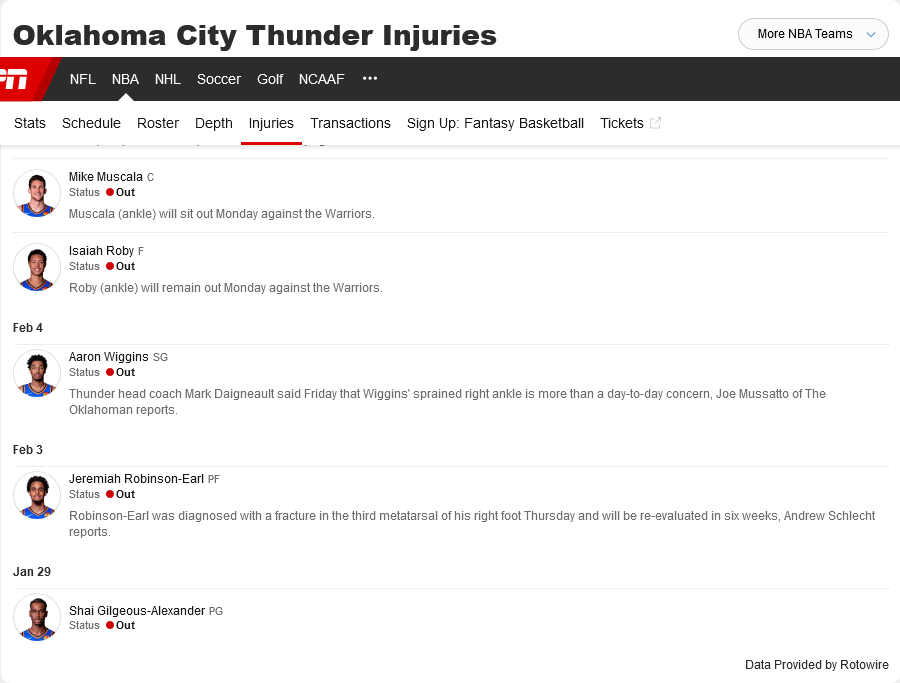 Oklahoma City Thunder Injuries
More NBA Teams
NFL NBA NHL Soccer Golf NCAAF •••
Stats Schedule Roster Depth Injuries Transactions Sign Up: Fantasy Basketball Tickets
Mike Muscala C
Status Out
Muscala (ankle) will sit out Monday against the Warriors.
Isaiah Roby F
Status Out
Roby (ankle) will remain out Monday against the Warriors.
Feb 4
Aaron Wiggins SG
Status Out
Thunder head coach Mark Daigneault said Friday that Wiggins' sprained right ankle is more than a day-to-day concern, Joe Mussatto of The
Oklahoman reports.
Feb 3
Jeremiah Robinson-Earl PF
Status Out
Robinson-Earl was diagnosed with a fracture in the third metatarsal of his right foot Thursday and will be re-evaluated in six weeks, Andrew Schlecht
reports.
Jan 29
Shai Gilgeous-Alexander PG
Status Out
Data Provided by Rotowire